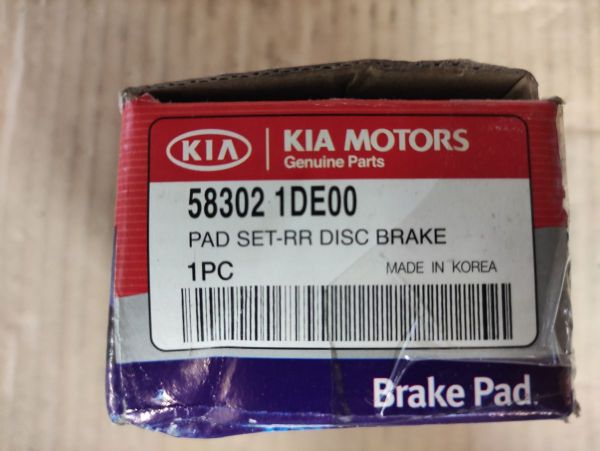 KIA KIA MOTORS
Genuine Parts
58302 1DE00
PAD SET-RR DISC BRAKE
1PC MADE IN KOREA
Brake Pad